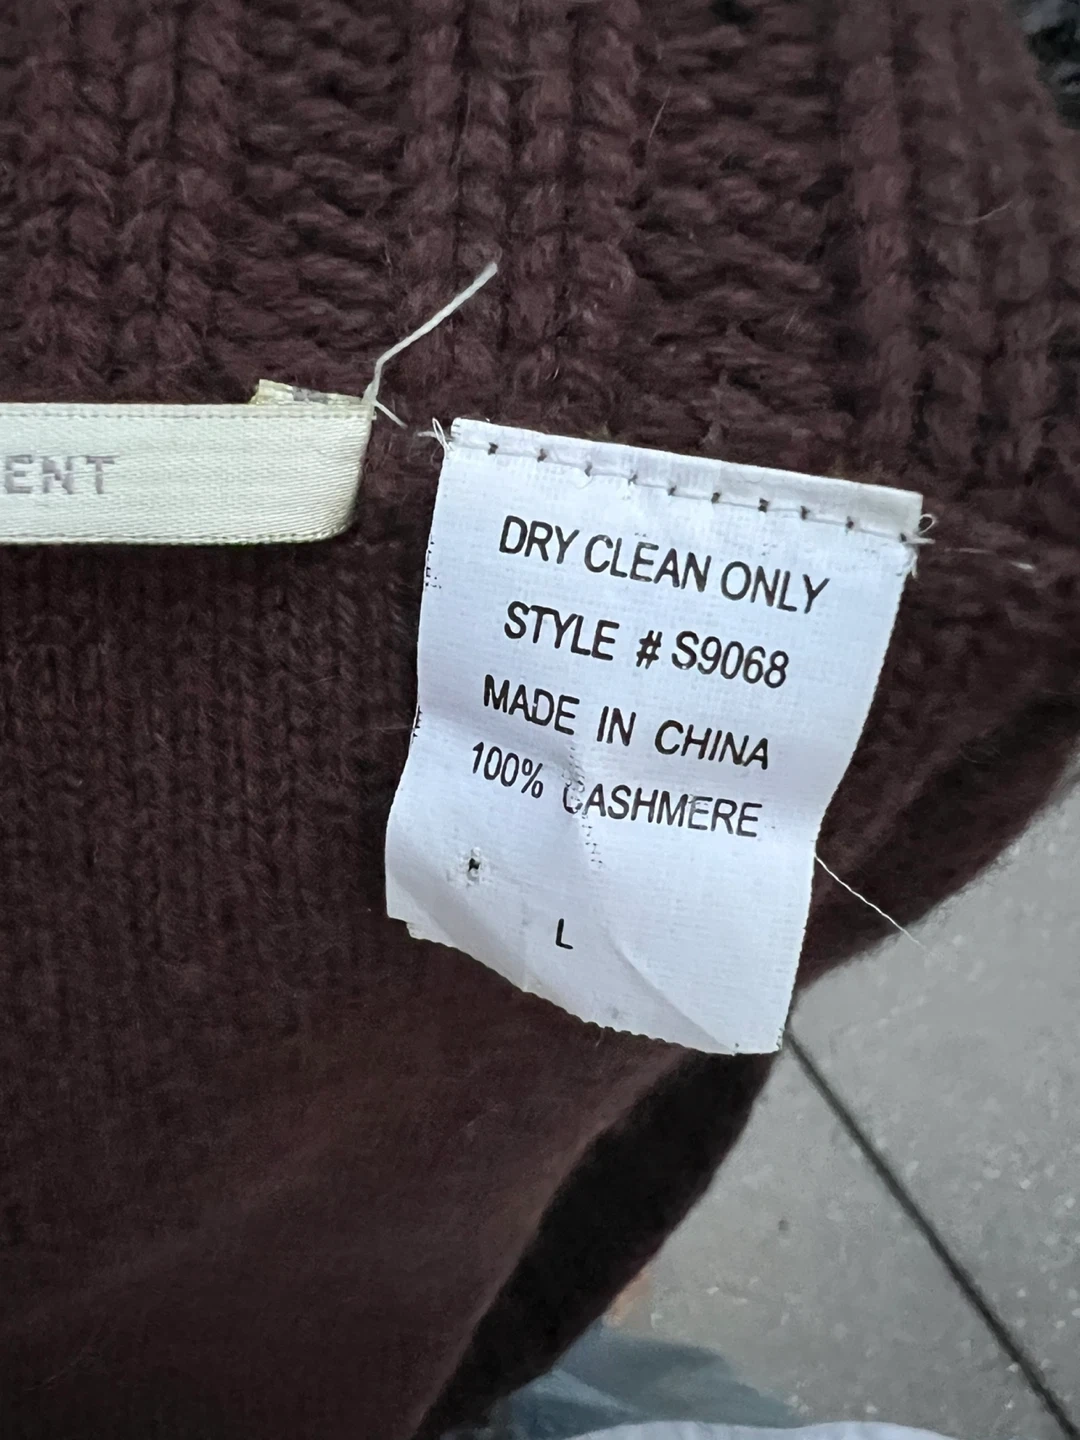 ENT
DRY CLEAN ONLY
STYLE # S9068
MADE IN CHINA
100% CASHMERE
L